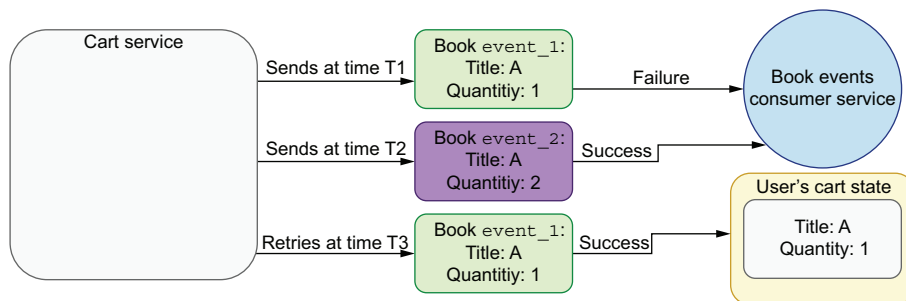 Cart service
Sends at time T1
Book event_1:
Title: A
Quantitiy: 1
Failure
Book events
consumer service
Sends at time T2
Book event_2:
Title: A
Quantitiy: 2
Success
Retries at time T3
Book event_1:
Title: A
Quantitiy: 1
Success
User's cart state
Title: A
Quantity: 1